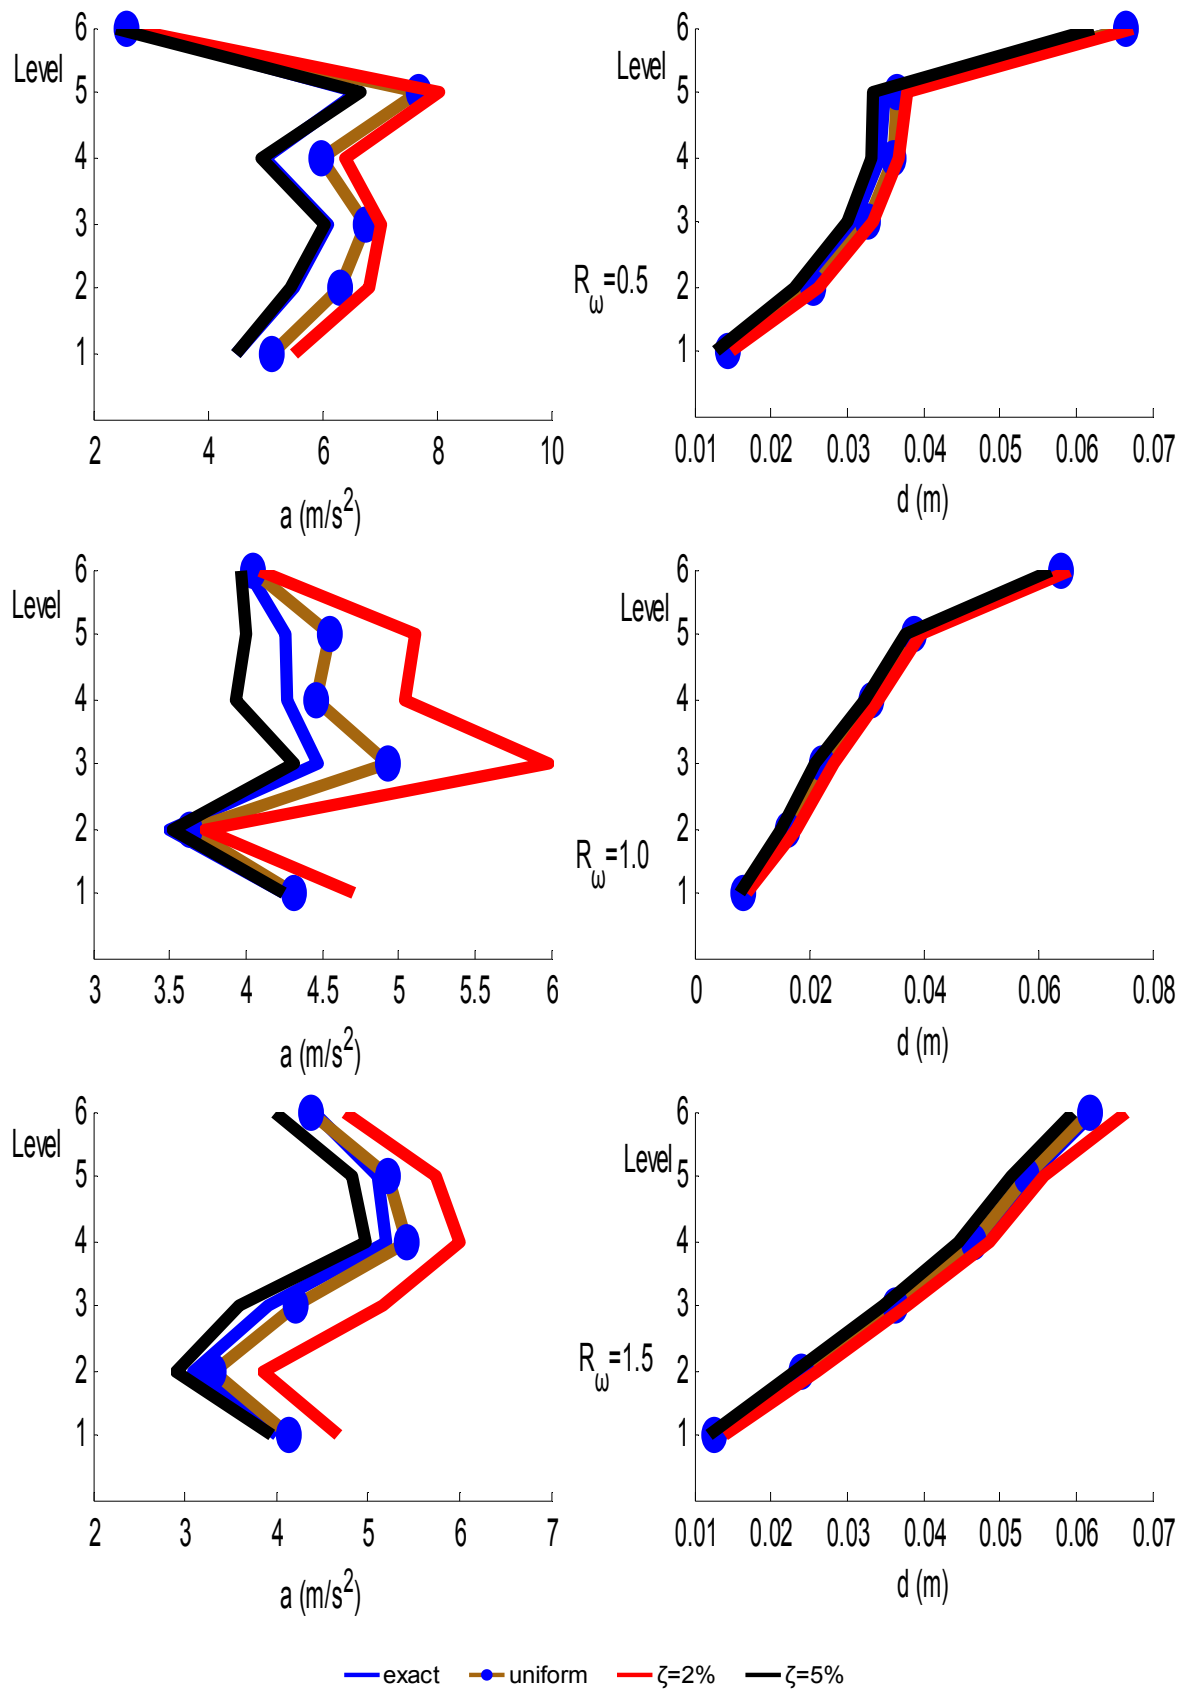 6
Level
5
4
3
2
1
2 4 6 8 10
a (m/s²)
6
Level
5
4
3
2
1
R_ω=0.5
0.01 0.02 0.03 0.04 0.05 0.06 0.07
d (m)
6
Level
5
4
3
2
1
3 3.5 4 4.5 5 5.5 6
a (m/s²)
6
Level
5
4
3
2
1
R_ω=1.0
0 0.02 0.04 0.06 0.08
d (m)
6
Level
5
4
3
2
1
2 3 4 5 6 7
a (m/s²)
6
Level
5
4
3
2
1
R_ω=1.5
0.01 0.02 0.03 0.04 0.05 0.06 0.07
d (m)
exact uniform ζ=2% ζ=5%